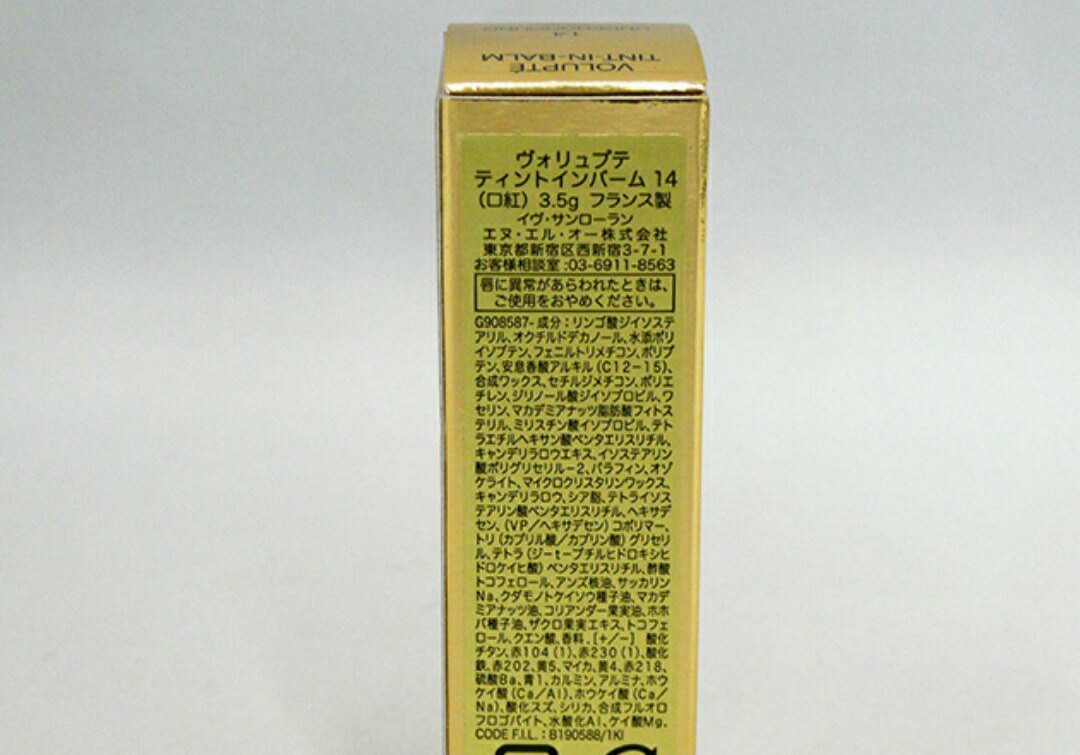 VOLUPTÉ
TINT-IN-BALM
14
ヴォリュプテ
ティントインバーム 14
（口紅） 3.5g フランス製
イヴ・サンローラン
エヌ・エル・オー株式会社
東京都新宿区西新宿3-7-1
お客様相談室:03-6911-8563
唇に異常があらわれたときは、
ご使用をおやめください。
G908587- 成分：リンゴ酸ジイソステ
アリル、オクチルドデカノール、水添ポリ
イソブテン、フェニルトリメチコン、ポリブ
テン、安息香酸アルキル（C12－15）、
合成ワックス、セチルジメチコン、ポリエ
チレン、ジリノール酸ジイソプロピル、ワ
セリン、マカデミアナッツ脂肪酸フィトス
テリル、ミリスチン酸イソプロピル、テト
ラエチルヘキサン酸ペンタエリスリチル、
キャンデリラロウエキス、イソステアリン
酸ポリグリセリル－2、パラフィン、オゾ
ケライト、マイクロクリスタリンワックス、
キャンデリラロウ、シア脂、テトライソス
テアリン酸ペンタエリスリチル、ヘキサデ
セン、（VP／ヘキサデセン）コポリマー、
トリ（カプリル酸／カプリン酸）グリセリ
ル、テトラ（ジーｔーブチルヒドロキシヒ
ドロケイヒ酸）ペンタエリスリチル、酢酸
トコフェロール、アンズ核油、サッカリン
Na、クダモノトケイソウ種子油、マカデ
ミアナッツ油、コリアンダー果実油、ホホ
バ種子油、ザクロ果実エキス、トコフェ
ロール、クエン酸、香料、［+／－］ 酸化
チタン、赤104（1）、赤230（1）、酸化
鉄、赤202、黄5、マイカ、黄4、赤218、
硫酸Ba、青1、カルミン、アルミナ、ホウ
ケイ酸（Ca／Al）、ホウケイ酸（Ca／
Na）、酸化スズ、シリカ、合成フルオロ
フロゴパイト、水酸化Al、ケイ酸Mg、
CODE F.I.L. : B190588/1KI